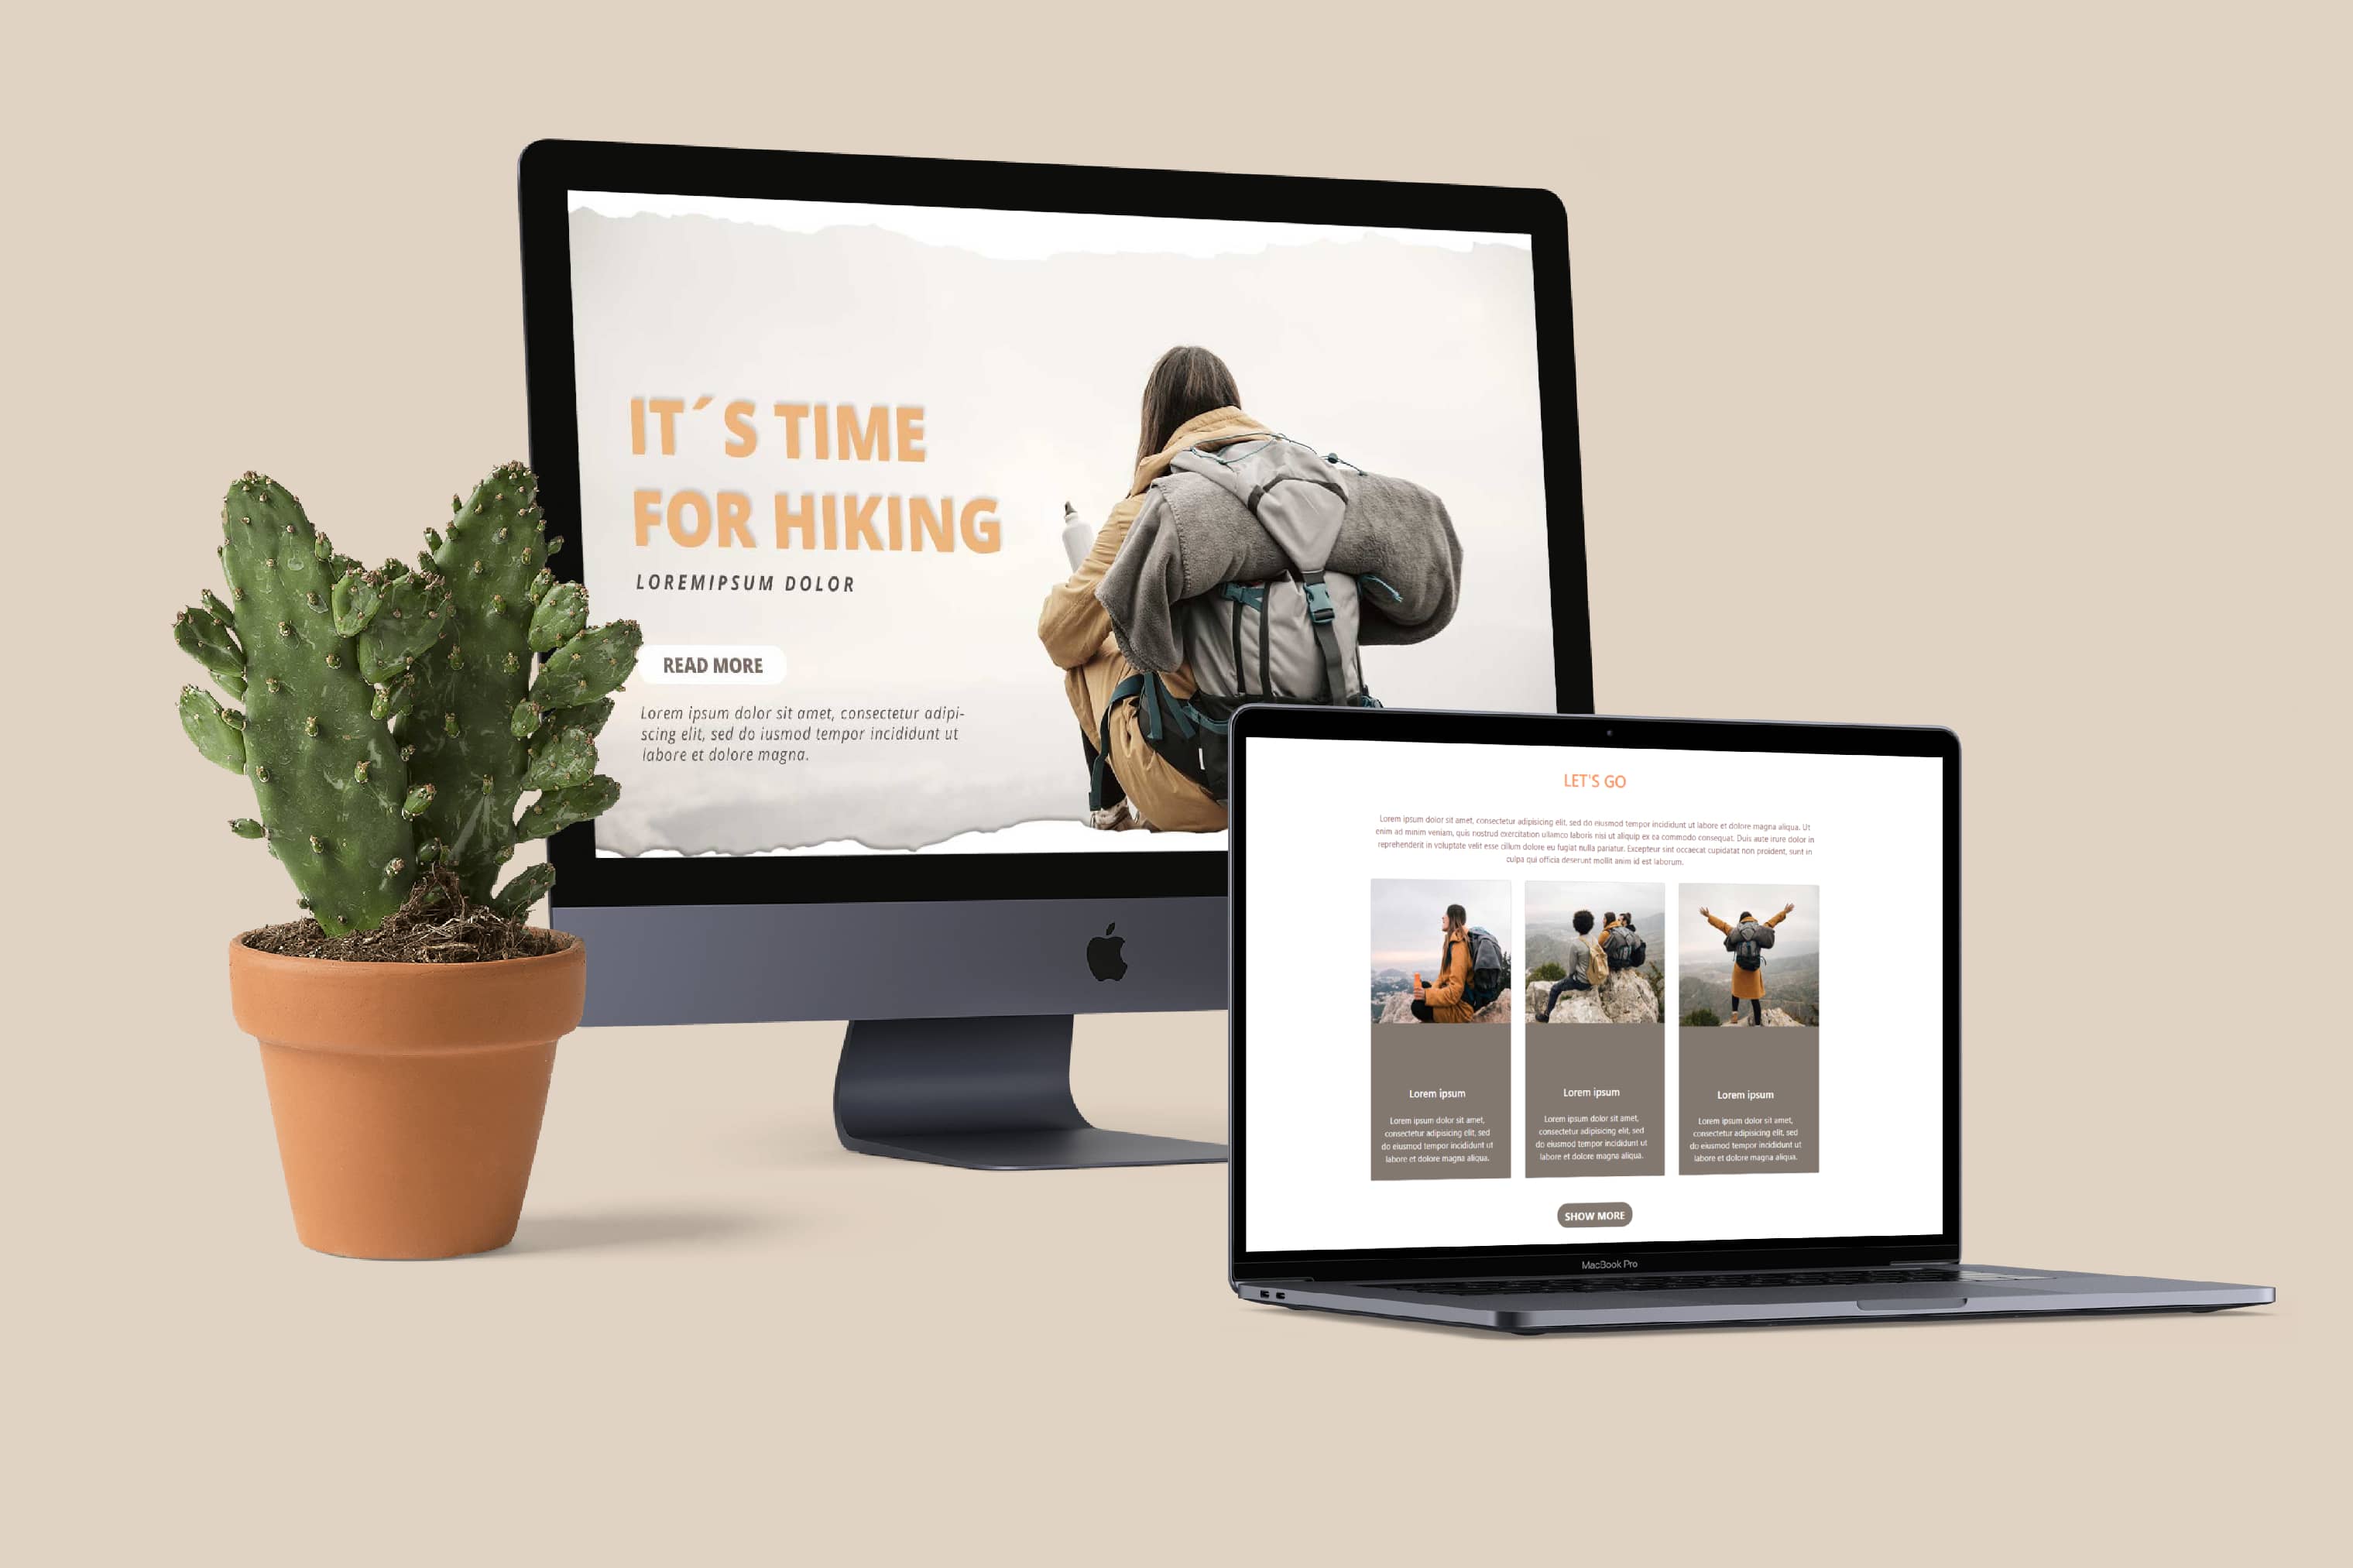 IT´S TIME
FOR HIKING
LOREMIPSUM DOLOR
READ MORE
Lorem ipsum dolor sit amet, consectetur adipi-
scing elit, sed do iusmod tempor incididunt ut
labore et dolore magna.
LET'S GO
Lorem ipsum dolor sit amet, consectetur adipisicing elit, sed do eiusmod tempor incididunt ut labore et dolore magna aliqua. Ut
enim ad minim veniam, quis nostrud exercitation ullamco laboris nisi ut aliquip ex ea commodo consequat. Duis aute irure dolor in
reprehenderit in voluptate velit esse cillum dolore eu fugiat nulla pariatur. Excepteur sint occaecat cupidatat non proident, sunt in
culpa qui officia deserunt mollit anim id est laborum.
Lorem ipsum
Lorem ipsum dolor sit amet,
consectetur adipisicing elit, sed
do eiusmod tempor incididunt ut
labore et dolore magna aliqua.
Lorem ipsum
Lorem ipsum dolor sit amet,
consectetur adipisicing elit, sed
do eiusmod tempor incididunt ut
labore et dolore magna aliqua.
Lorem ipsum
Lorem ipsum dolor sit amet,
consectetur adipisicing elit, sed
do eiusmod tempor incididunt ut
labore et dolore magna aliqua.
SHOW MORE
MacBook Pro